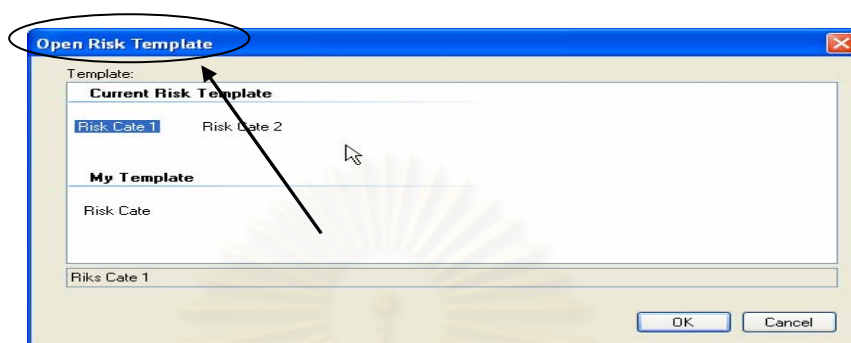 Open Risk Template
Template:
Current Risk Template
Risk Cate 1 Risk Cate 2
My Template
Risk Cate
Riks Cate 1
OK Cancel